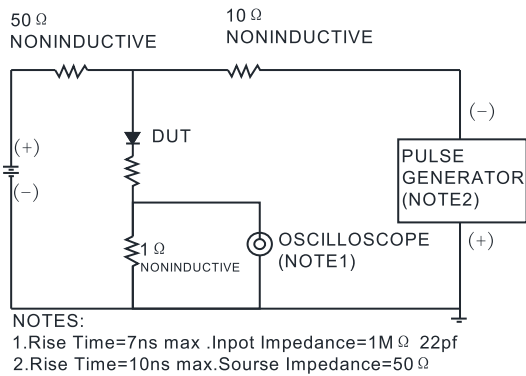 50 Ω
NONINDUCTIVE
10 Ω
NONINDUCTIVE
(+)
(−)
DUT
1 Ω
NONINDUCTIVE
OSCILLOSCOPE
(NOTE1)
(−)
PULSE
GENERATOR
(NOTE2)
(+)
NOTES:
1.Rise Time=7ns max .Inpot Impedance=1M Ω 22pf
2.Rise Time=10ns max.Sourse Impedance=50 Ω